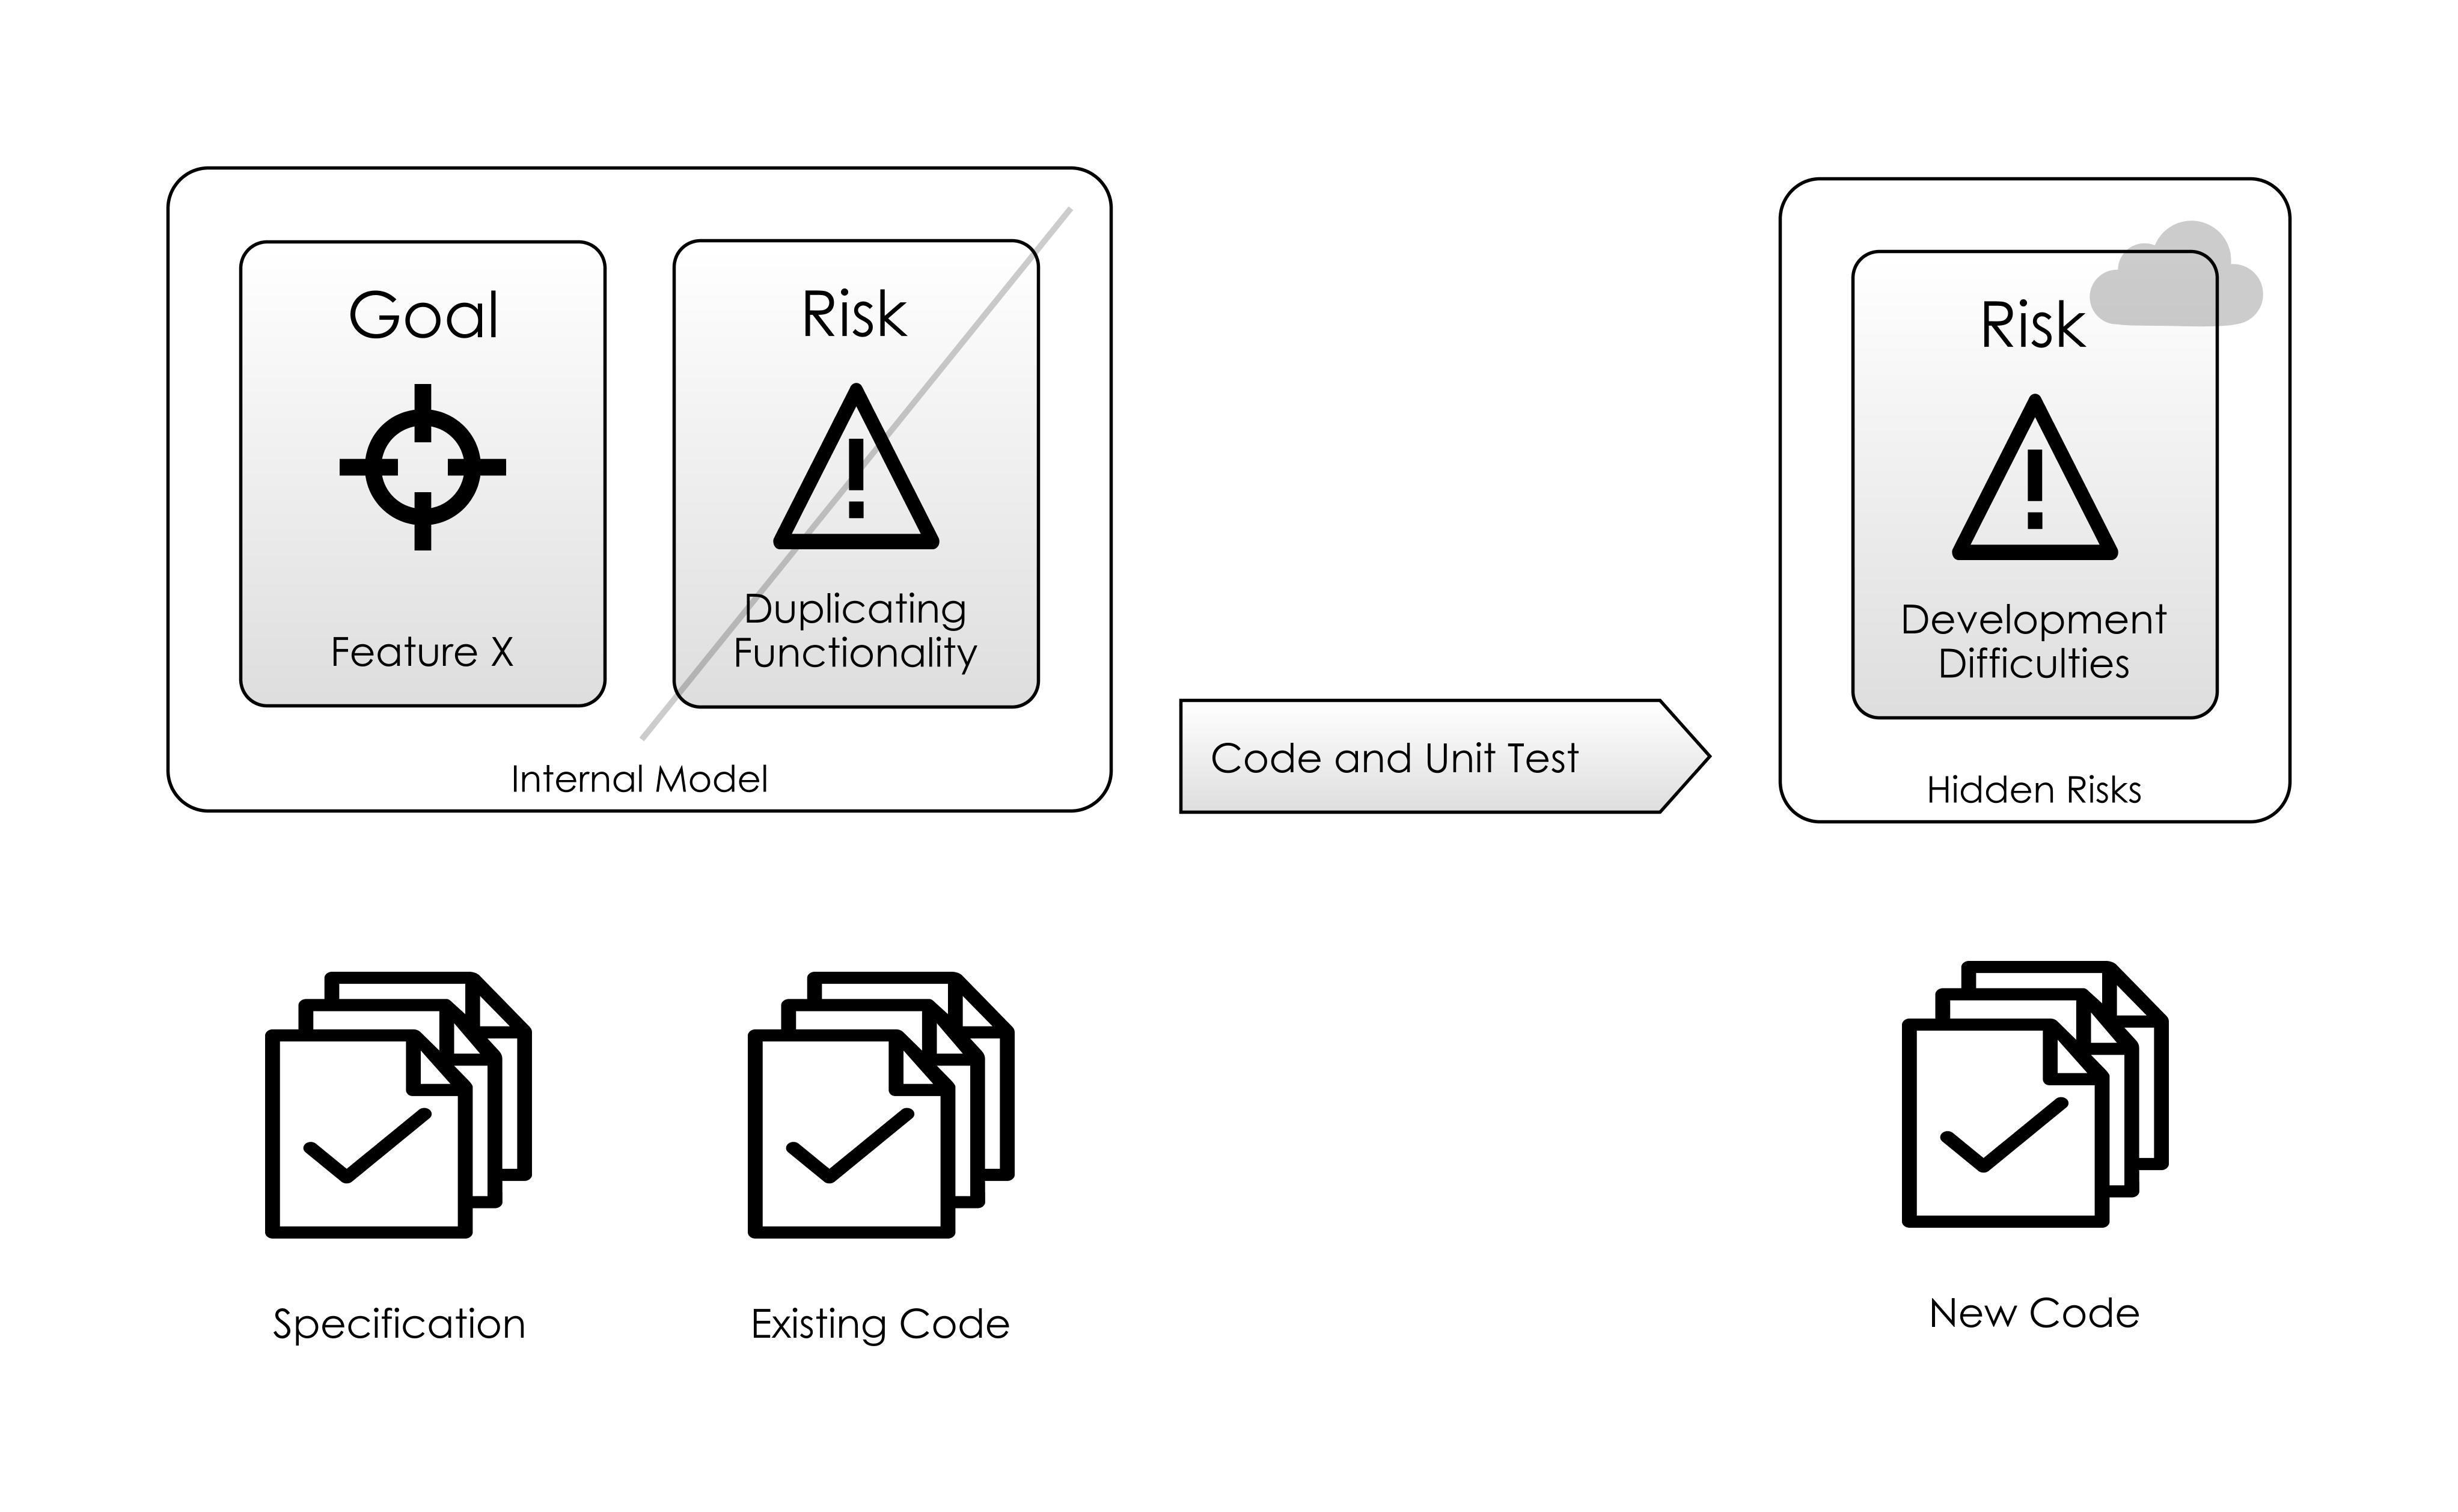 Goal
Feature X
Risk
Duplicating
Functionality
Internal Model
Code and Unit Test
Risk
Development
Difficulties
Hidden Risks
Specification
Existing Code
New Code